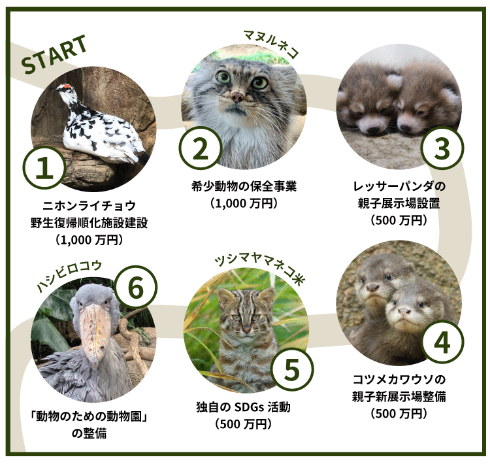 START
1
ニホンライチョウ
野生復帰順化施設建設
（1,000 万円）
マヌルネコ
2
希少動物の保全事業
（1,000 万円）
3
レッサーパンダの
親子展示場設置
（500 万円）
4
コツメカワウソの
親子新展示場整備
（500 万円）
ツシマヤマネコ米
5
独自の SDGs 活動
（500 万円）
ハシビロコウ
6
「動物のための動物園」
の整備